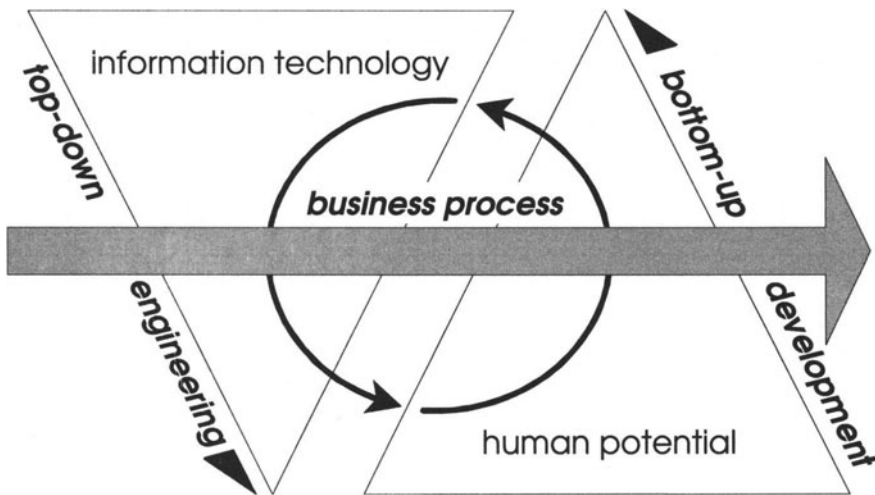 information technology
top-down
engineering
business process
bottom-up
development
human potential